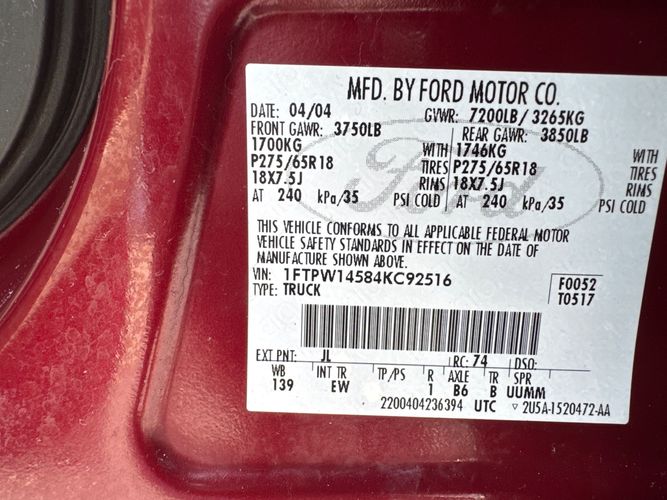 MFD. BY FORD MOTOR CO.
DATE: 04/04 GVWR: 7200LB/ 3265KG
FRONT GAWR: 3750LB REAR GAWR: 3850LB
1700KG WITH 1746KG WITH
P275/65R18 TIRES P275/65R18 TIRES
18X7.5J RIMS 18X7.5J RIMS
AT 240 kPa/35 PSI COLD AT 240 kPa/35 PSI COLD
Ford
THIS VEHICLE CONFORMS TO ALL APPLICABLE FEDERAL MOTOR
VEHICLE SAFETY STANDARDS IN EFFECT ON THE DATE OF
MANUFACTURE SHOWN ABOVE.
VIN: 1FTPW14584KC92516 F0052
TYPE: TRUCK T0517
EXT PNT: JL RC: 74 DSO:
WB INT TR TP/PS R AXLE TR SPR
139 EW 1 B6 B UUMM
2200404236394 UTC ▽ 2U5A-1520472-AA